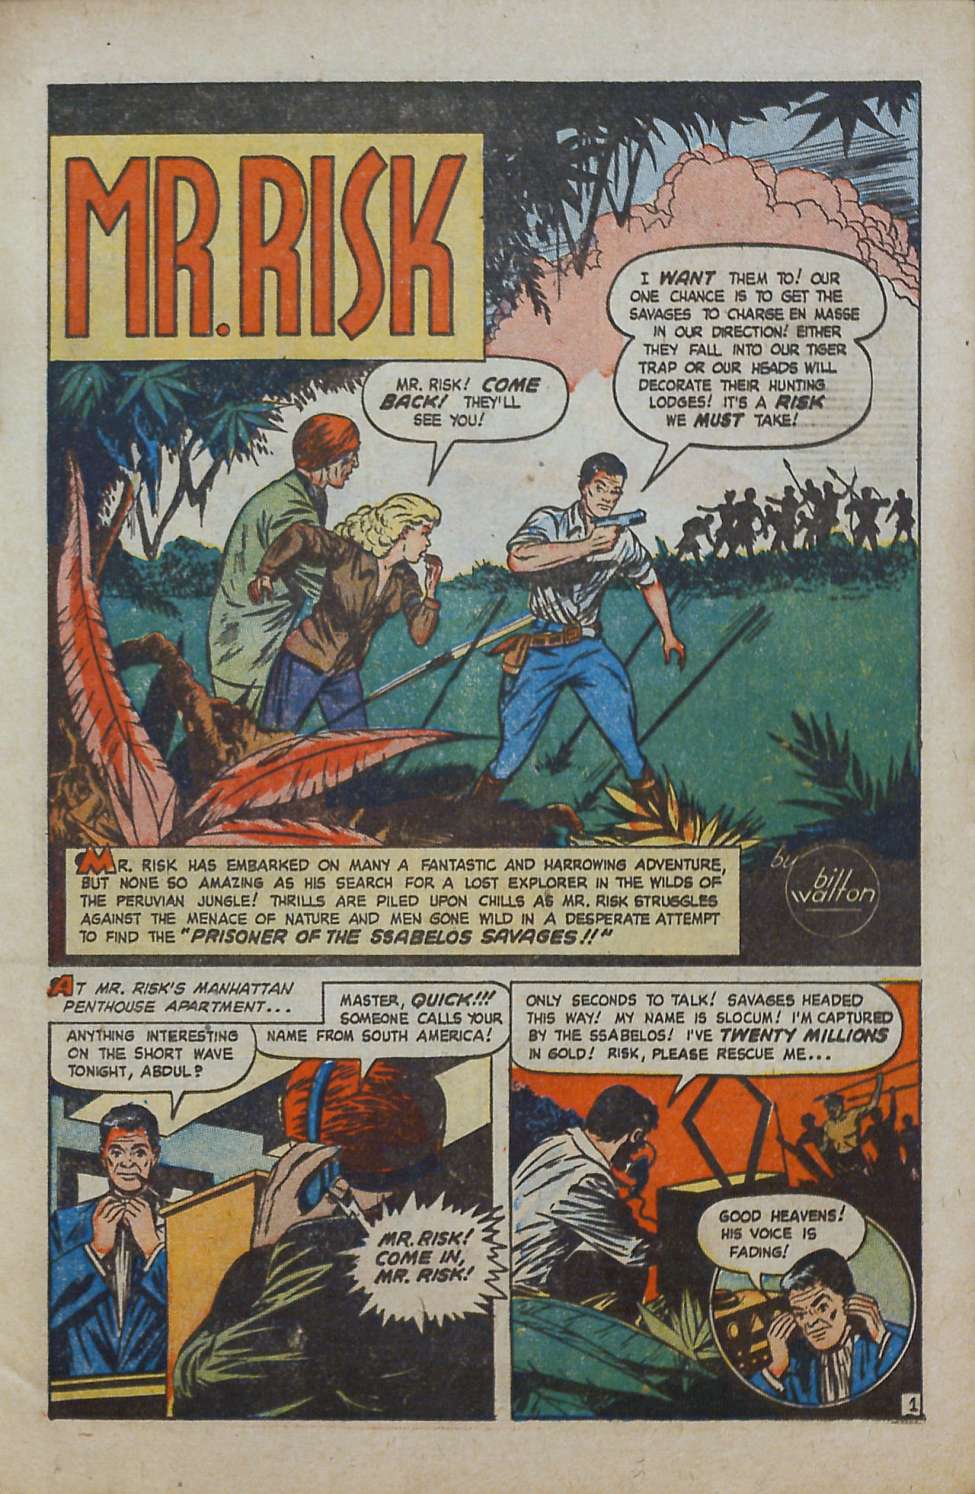 MR. RISK
MR. RISK! COME
BACK! THEY'LL
SEE YOU!
I WANT THEM TO! OUR
ONE CHANCE IS TO GET THE
SAVAGES TO CHARGE EN MASSE
IN OUR DIRECTION! EITHER
THEY FALL INTO OUR TIGER
TRAP OR OUR HEADS WILL
DECORATE THEIR HUNTING
LODGES! IT'S A RISK
WE MUST TAKE!
MR. RISK HAS EMBARKED ON MANY A FANTASTIC AND HARROWING ADVENTURE,
BUT NONE SO AMAZING AS HIS SEARCH FOR A LOST EXPLORER IN THE WILDS OF
THE PERUVIAN JUNGLE! THRILLS ARE PILED UPON CHILLS AS MR. RISK STRUGGLES
AGAINST THE MENACE OF NATURE AND MEN GONE WILD IN A DESPERATE ATTEMPT
TO FIND THE "PRISONER OF THE SSABELOS SAVAGES!!"
by
bill
walton
AT MR. RISK'S MANHATTAN
PENTHOUSE APARTMENT...
ANYTHING INTERESTING
ON THE SHORT WAVE
TONIGHT, ABDUL?
MASTER, QUICK!!!
SOMEONE CALLS YOUR
NAME FROM SOUTH AMERICA!
MR. RISK!
COME IN,
MR. RISK!
ONLY SECONDS TO TALK! SAVAGES HEADED
THIS WAY! MY NAME IS SLOCUM! I'M CAPTURED
BY THE SSABELOS! I'VE TWENTY MILLIONS
IN GOLD! RISK, PLEASE RESCUE ME...
GOOD HEAVENS!
HIS VOICE IS
FADING!
1